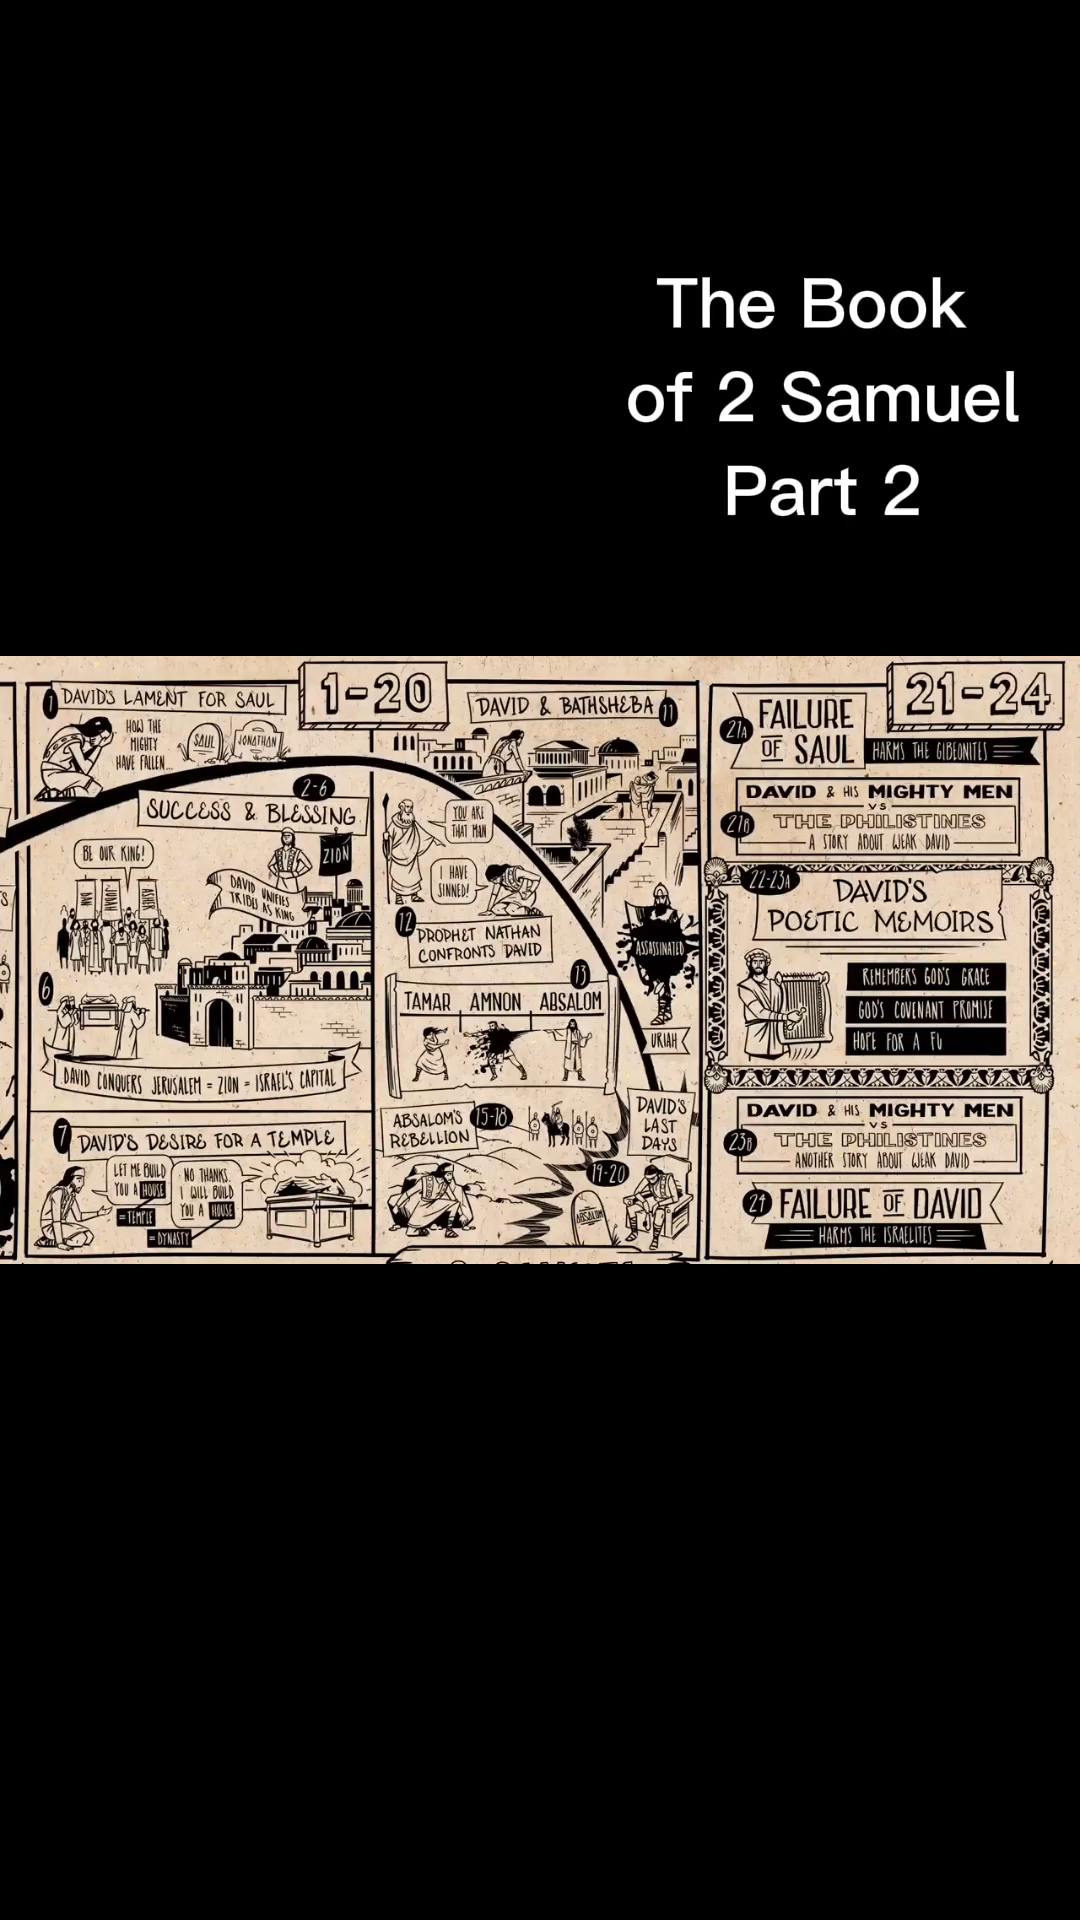 The Book
of 2 Samuel
Part 2
1-20
1
DAVID'S LAMENT FOR SAUL
HOW THE
MIGHTY
HAVE FALLEN...
SAUL
JONATHAN
2-6
SUCCESS & BLESSING
BE OUR KING!
DAN
JUDAH
ASHER
ZION
DAVID UNIFIES
TRIBES AS KING
6
DAVID CONQUERS JERUSALEM = ZION = ISRAEL'S CAPITAL
7
DAVID'S DESIRE FOR A TEMPLE
LET ME BUILD
YOU A HOUSE
=TEMPLE
NO THANKS.
I WILL BUILD
YOU A HOUSE
=DYNASTY
DAVID & BATHSHEBA
11
YOU ARE
THAT MAN
I HAVE
SINNED!
12
PROPHET NATHAN
CONFRONTS DAVID
ASSASSINATED
URIAH
13
TAMAR AMNON ABSALOM
ABSALOM'S
REBELLION
15-18
DAVID'S
LAST
DAYS
19-20
ABSALOM
21-24
21A
FAILURE
OF SAUL
HARMS THE GIBEONITES
21B
DAVID & HIS MIGHTY MEN
VS
THE PHILISTINES
A STORY ABOUT WEAK DAVID
22-23A
DAVID'S
POETIC MEMOIRS
REMEMBERS GOD'S GRACE
GOD'S COVENANT PROMISE
HOPE FOR A FU
23B
DAVID & HIS MIGHTY MEN
VS
THE PHILISTINES
ANOTHER STORY ABOUT WEAK DAVID
24
FAILURE OF DAVID
HARMS THE ISRAELITES